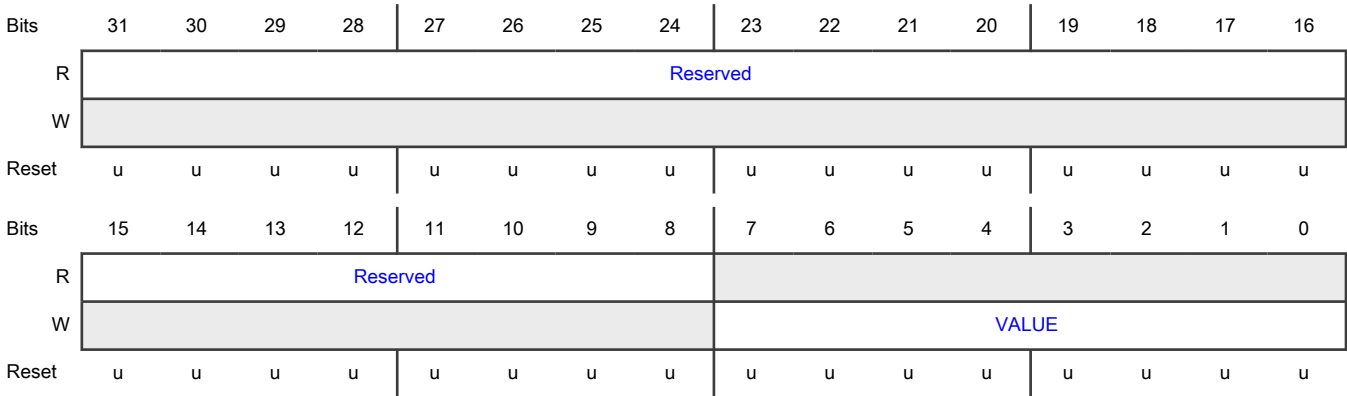 Bits 31 30 29 28 27 26 25 24 23 22 21 20 19 18 17 16
R Reserved
W
Reset u u u u u u u u u u u u u u u u
Bits 15 14 13 12 11 10 9 8 7 6 5 4 3 2 1 0
R Reserved
W VALUE
Reset u u u u u u u u u u u u u u u u